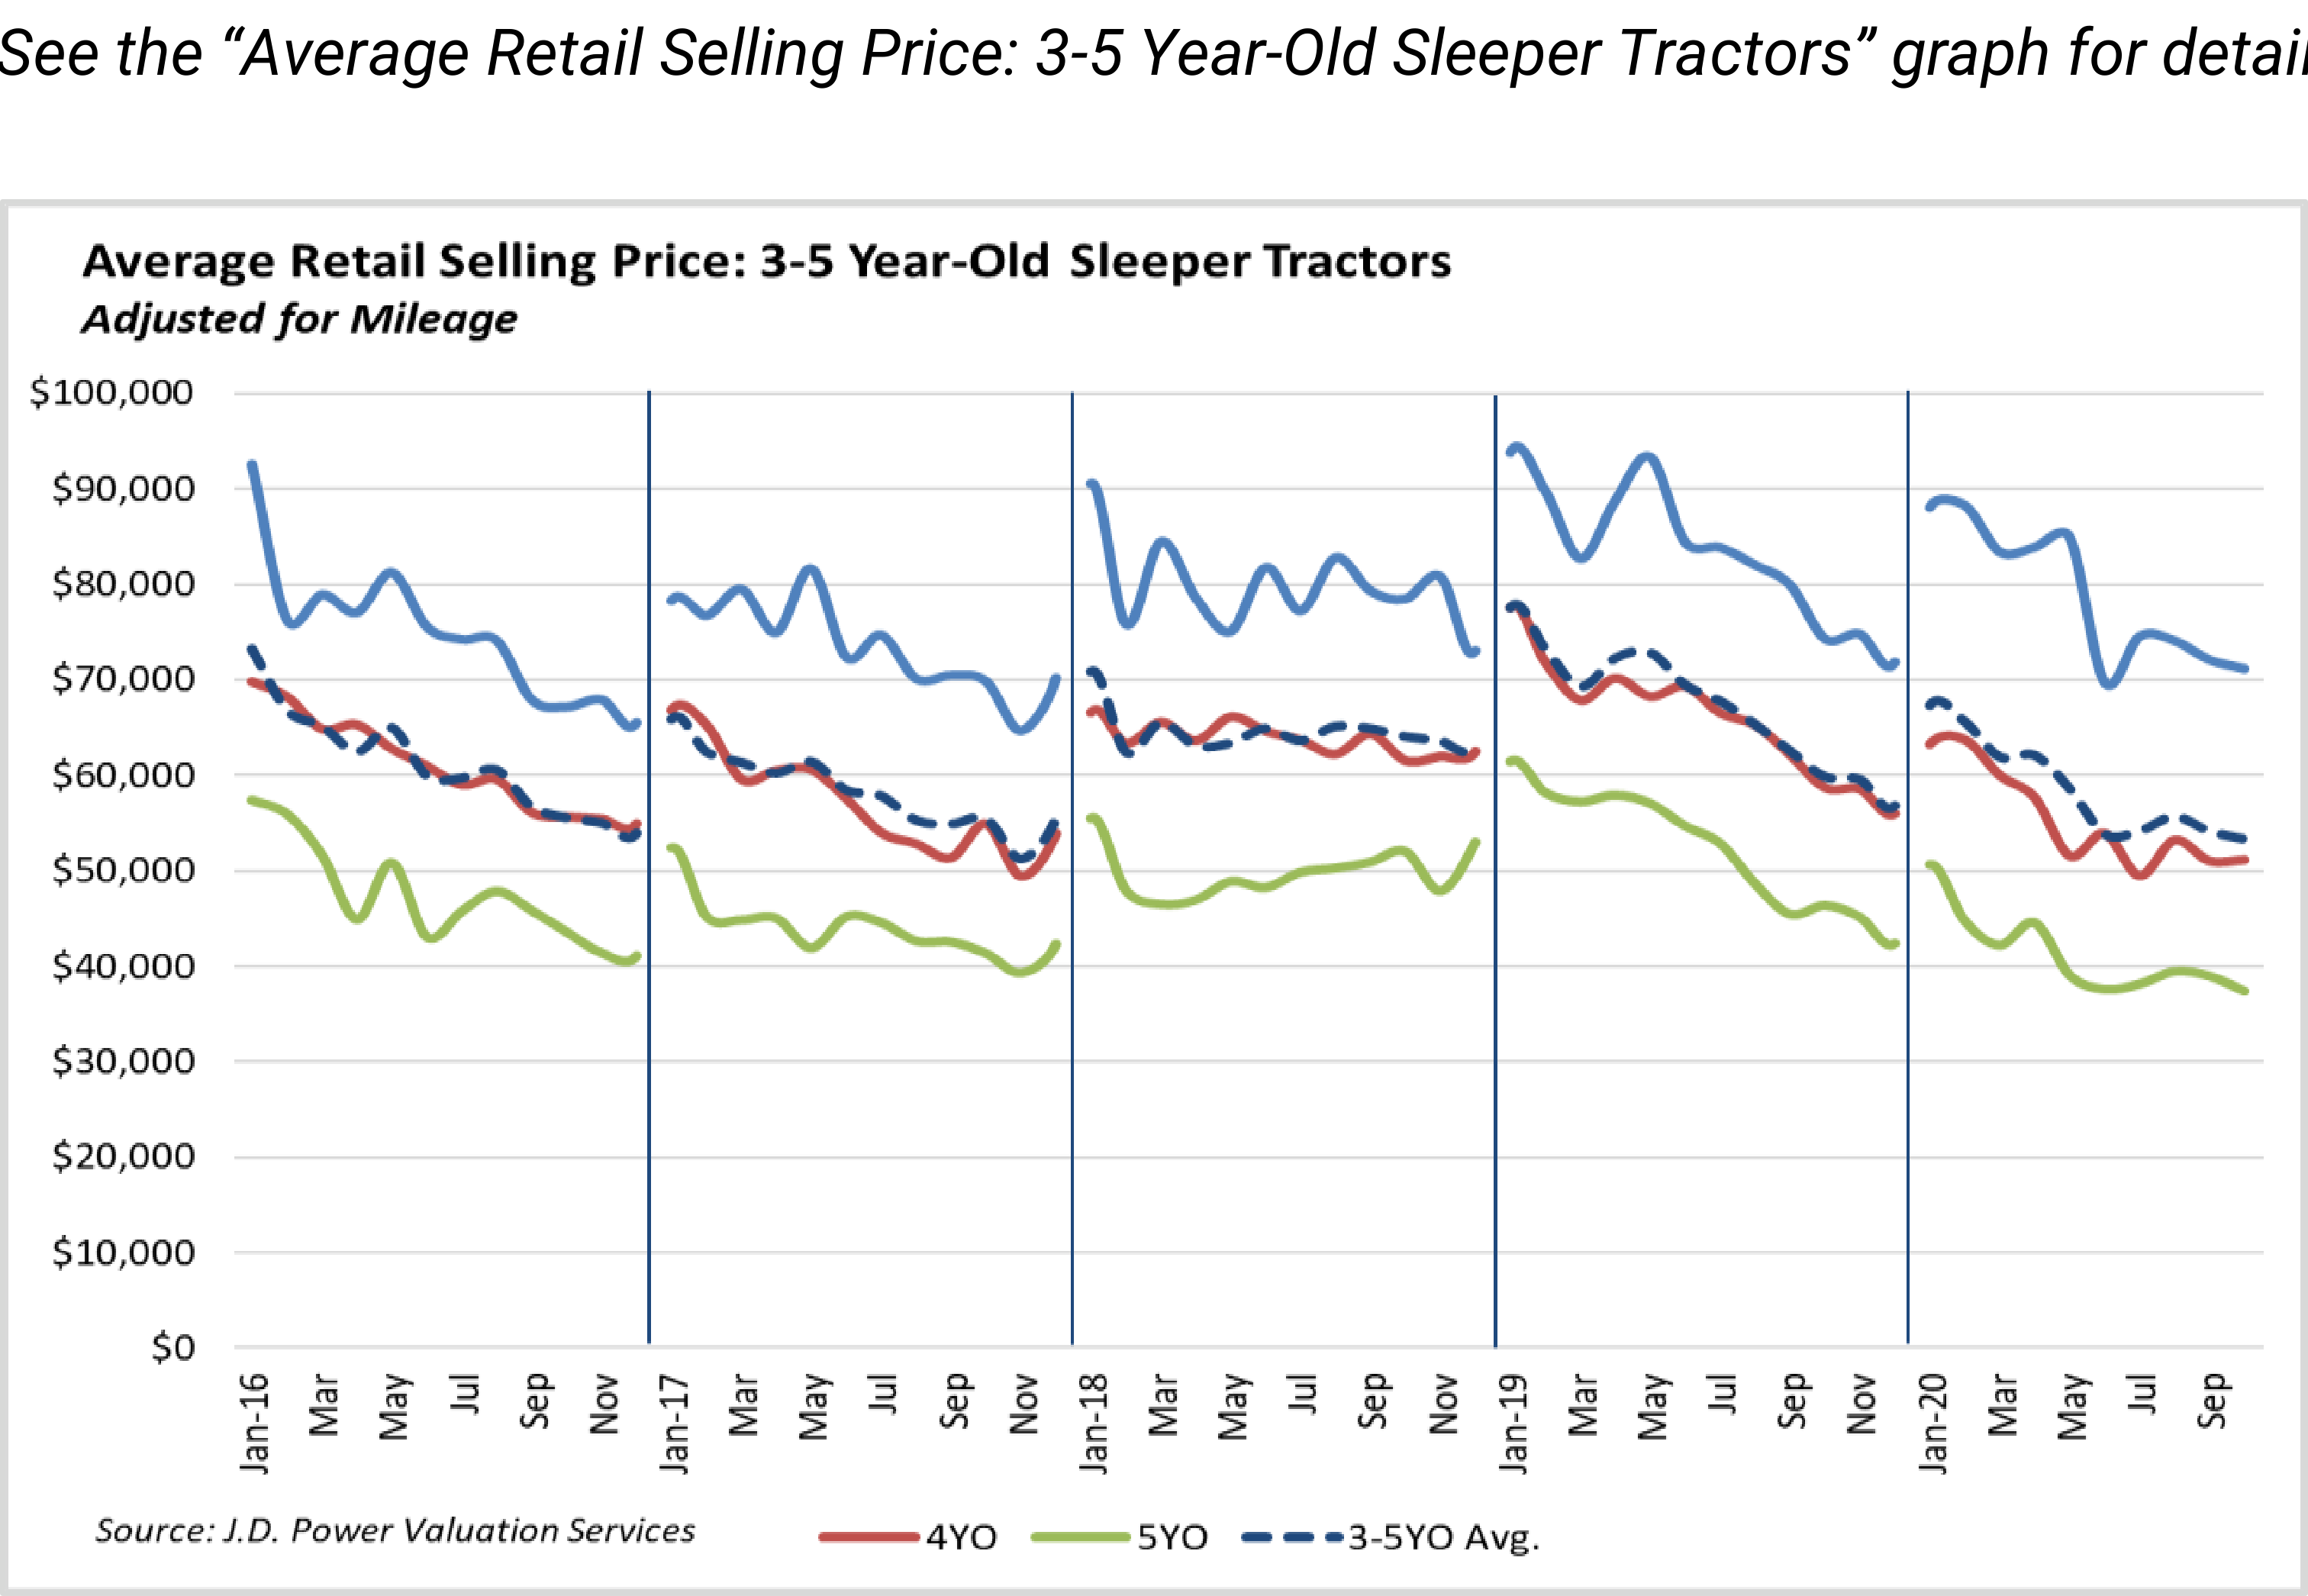 See the “Average Retail Selling Price: 3-5 Year-Old Sleeper Tractors” graph for detail
Average Retail Selling Price: 3-5 Year-Old Sleeper Tractors
Adjusted for Mileage
$100,000
$90,000
$80,000
$70,000
$60,000
$50,000
$40,000
$30,000
$20,000
$10,000
$0
Jan-16 Mar May Jul Sep Nov Jan-17 Mar May Jul Sep Nov Jan-18 Mar May Jul Sep Nov Jan-19 Mar May Jul Sep Nov Jan-20 Mar May Jul Sep
Source: J.D. Power Valuation Services 4YO 5YO 3-5YO Avg.